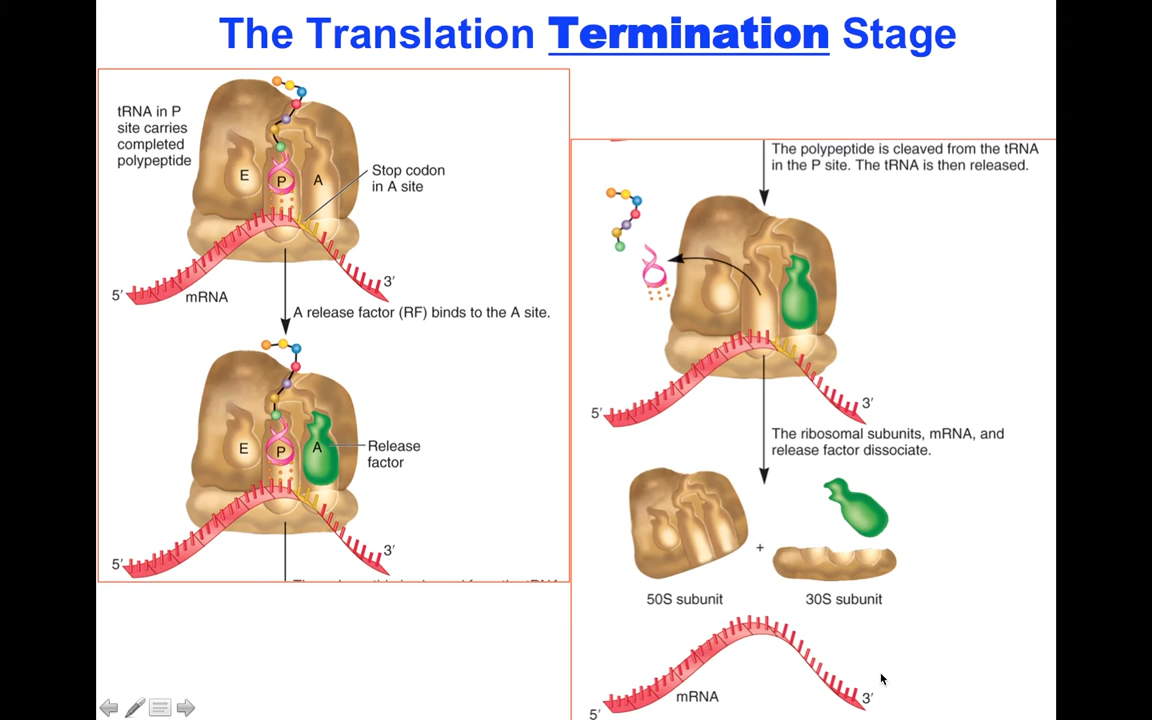 The Translation Termination Stage
tRNA in P
site carries
completed
polypeptide
E
P
A
Stop codon
in A site
5′
mRNA
3′
A release factor (RF) binds to the A site.
E
P
A
Release
factor
5′
3′
The polypeptide is cleaved from the tRNA
in the P site. The tRNA is then released.
5′
3′
The ribosomal subunits, mRNA, and
release factor dissociate.
+
50S subunit
30S subunit
mRNA
5′
3′